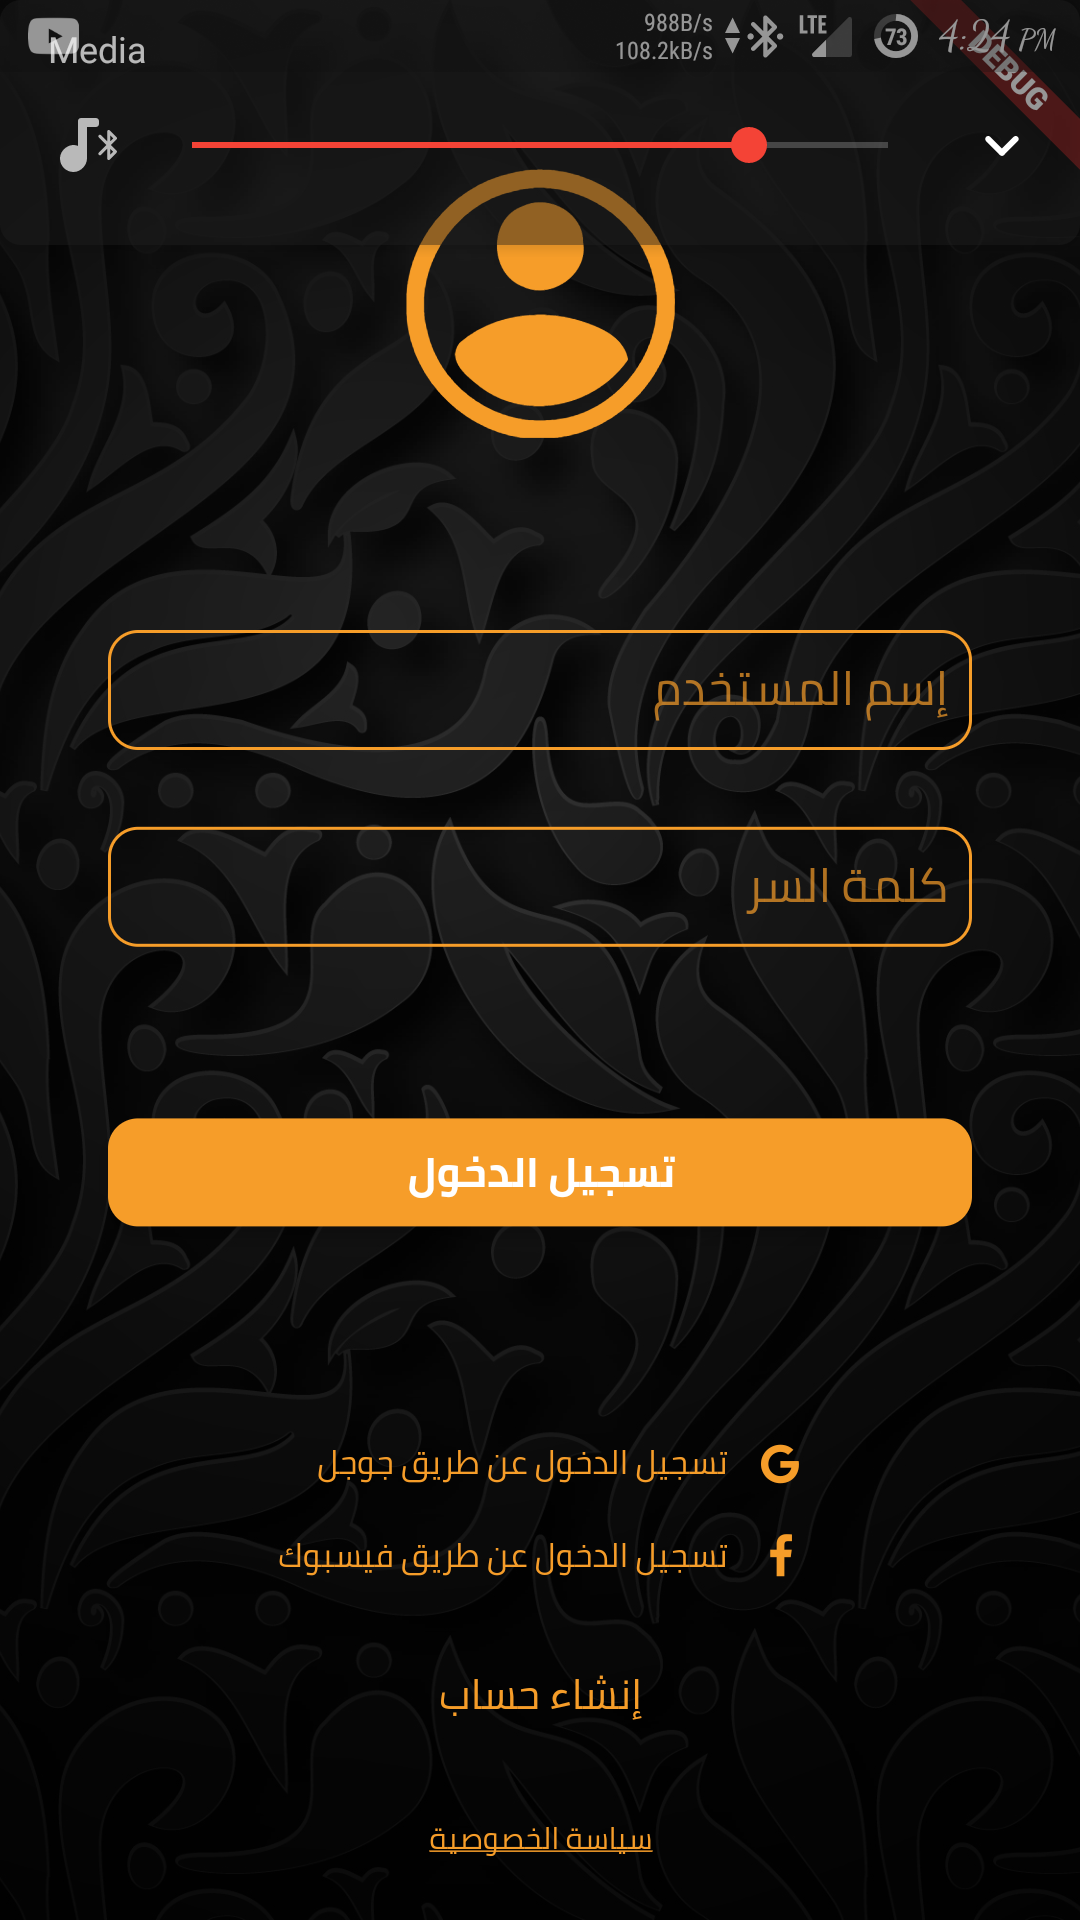 988B/s
108.2kB/s
LTE
73
4:24 PM
DEBUG
Media
إسم المستخدم
كلمة السر
تسجيل الدخول
تسجيل الدخول عن طريق جوجل
تسجيل الدخول عن طريق فيسبوك
إنشاء حساب
سياسة الخصوصية